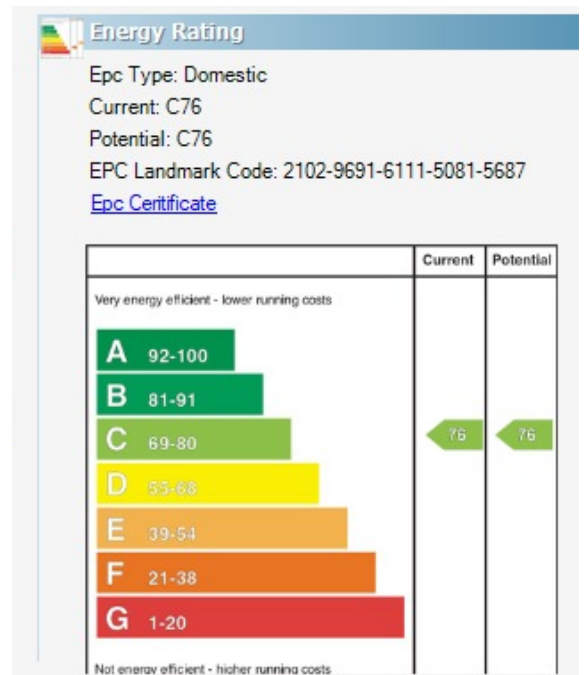 Energy Rating
Epc Type: Domestic
Current: C76
Potential: C76
EPC Landmark Code: 2102-9691-6111-5081-5687
Epc Ceritificate
Current Potential
Very energy efficient - lower running costs
A 92-100
B 81-91
C 69-80 76 76
D 55-68
E 39-54
F 21-38
G 1-20
Not energy efficient - higher running costs